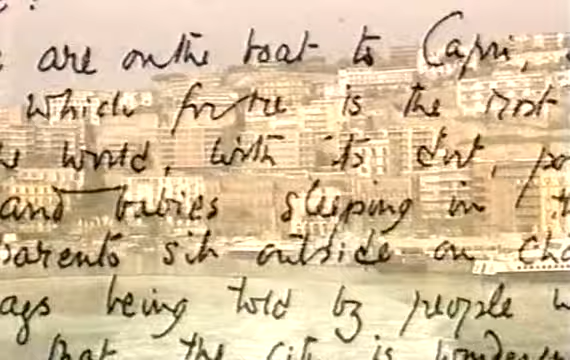 are on the boat to Capri,
which for me is the most
world, with its dirt,
and babies sleeping in
parents sit outside on
being told by people
that the city is